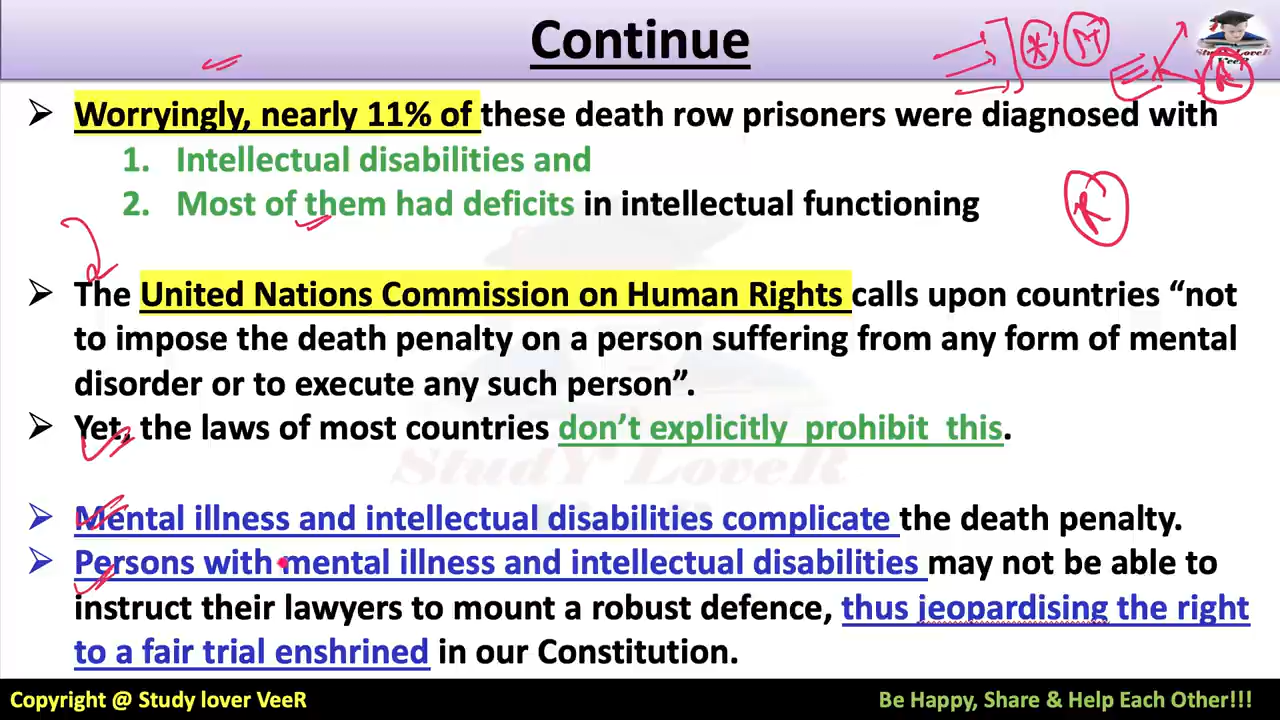 Continue
StudY LoveR
VeeR
➢ Worryingly, nearly 11% of these death row prisoners were diagnosed with
1. Intellectual disabilities and
2. Most of them had deficits in intellectual functioning
➢ The United Nations Commission on Human Rights calls upon countries “not
to impose the death penalty on a person suffering from any form of mental
disorder or to execute any such person”.
➢ Yet, the laws of most countries don’t explicitly prohibit this.
StudY LoveR
➢ Mental illness and intellectual disabilities complicate the death penalty.
➢ Persons with mental illness and intellectual disabilities may not be able to
instruct their lawyers to mount a robust defence, thus jeopardising the right
to a fair trial enshrined in our Constitution.
Copyright @ Study lover VeeR
Be Happy, Share & Help Each Other!!!